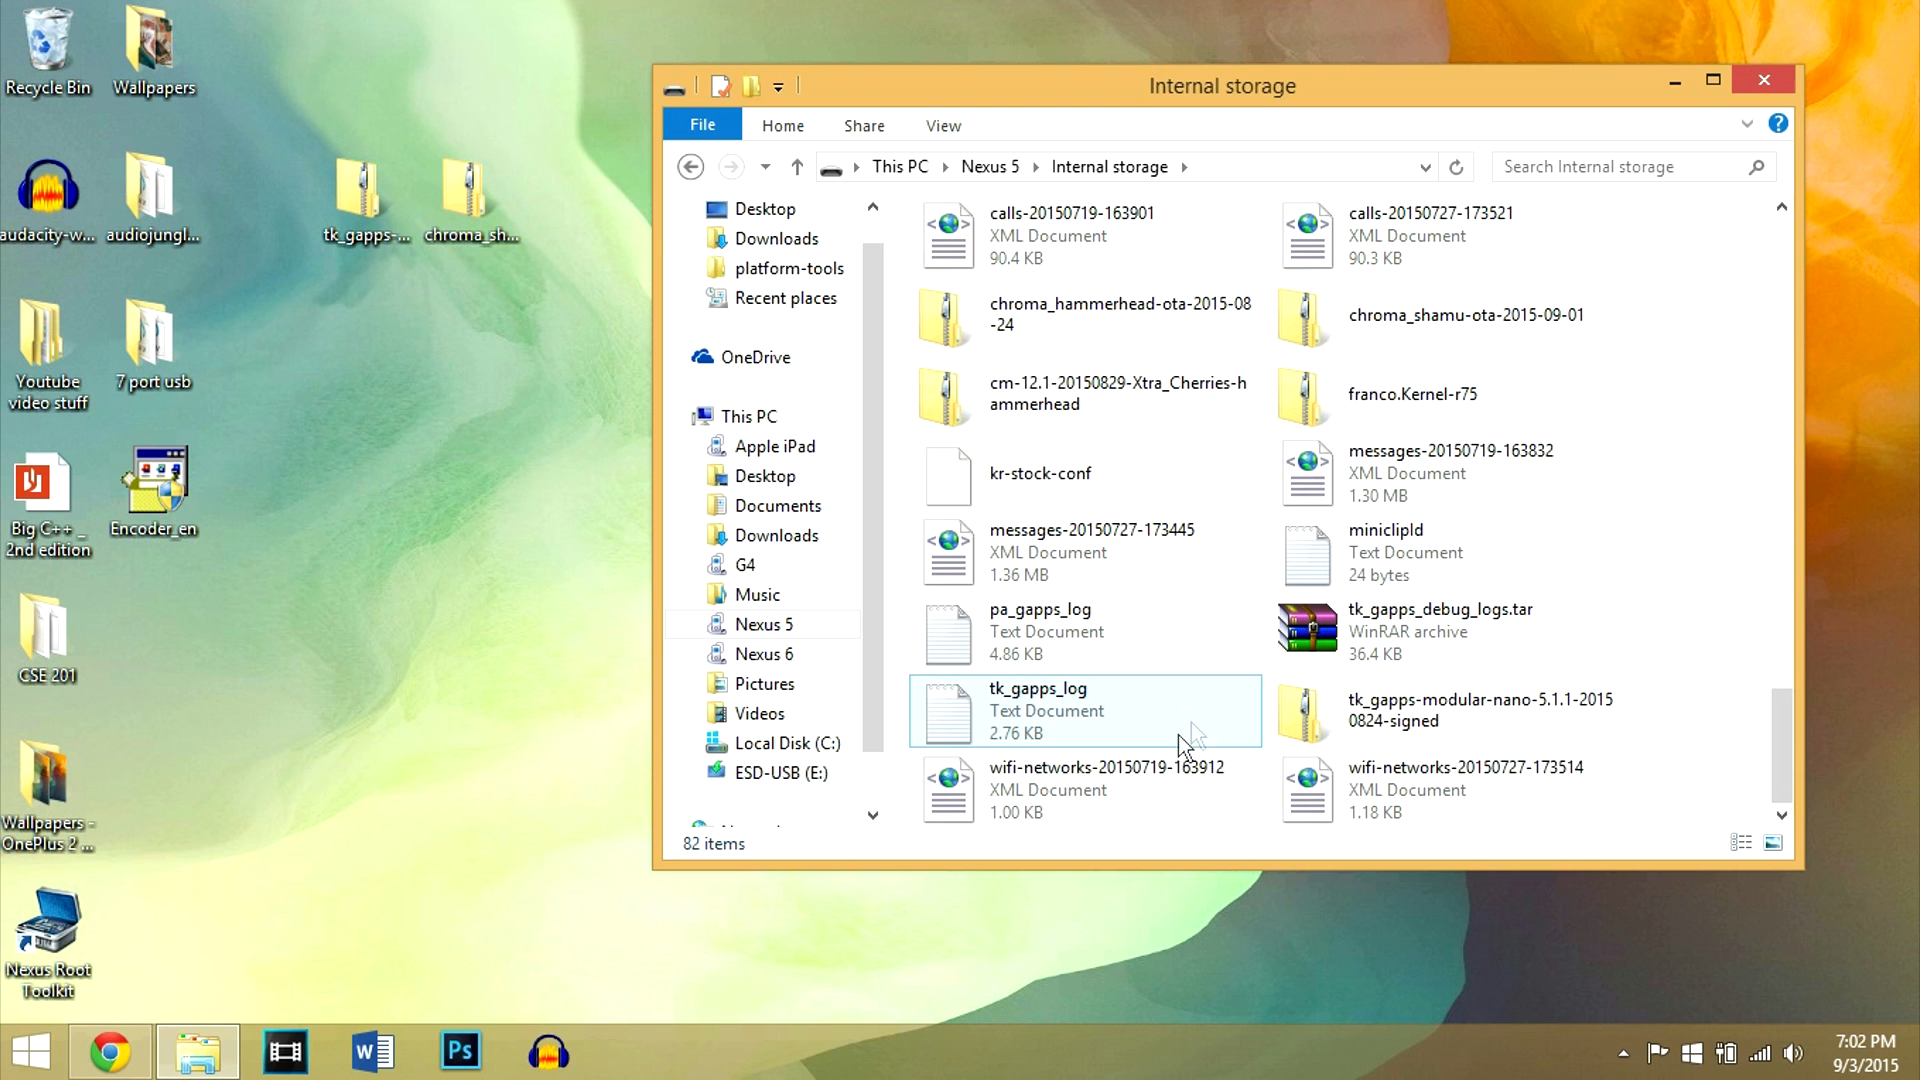 Recycle Bin
Wallpapers
audacity-w...
audiojungl...
tk_gapps-...
chroma_sh...
Youtube
video stuff
7 port usb
Big C++ _
2nd edition
Encoder_en
CSE 201
Wallpapers -
OnePlus 2 ...
Nexus Root
Toolkit
Internal storage
File
Home
Share
View
This PC
Nexus 5
Internal storage
Search Internal storage
Desktop
Downloads
platform-tools
Recent places
OneDrive
This PC
Apple iPad
Desktop
Documents
Downloads
G4
Music
Nexus 5
Nexus 6
Pictures
Videos
Local Disk (C:)
ESD-USB (E:)
calls-20150719-163901
XML Document
90.4 KB
calls-20150727-173521
XML Document
90.3 KB
chroma_hammerhead-ota-2015-08
-24
chroma_shamu-ota-2015-09-01
cm-12.1-20150829-Xtra_Cherries-h
ammerhead
franco.Kernel-r75
kr-stock-conf
messages-20150719-163832
XML Document
1.30 MB
messages-20150727-173445
XML Document
1.36 MB
miniclipId
Text Document
24 bytes
pa_gapps_log
Text Document
4.86 KB
tk_gapps_debug_logs.tar
WinRAR archive
36.4 KB
tk_gapps_log
Text Document
2.76 KB
tk_gapps-modular-nano-5.1.1-2015
0824-signed
wifi-networks-20150719-163912
XML Document
1.00 KB
wifi-networks-20150727-173514
XML Document
1.18 KB
82 items
W
Ps
7:02 PM
9/3/2015